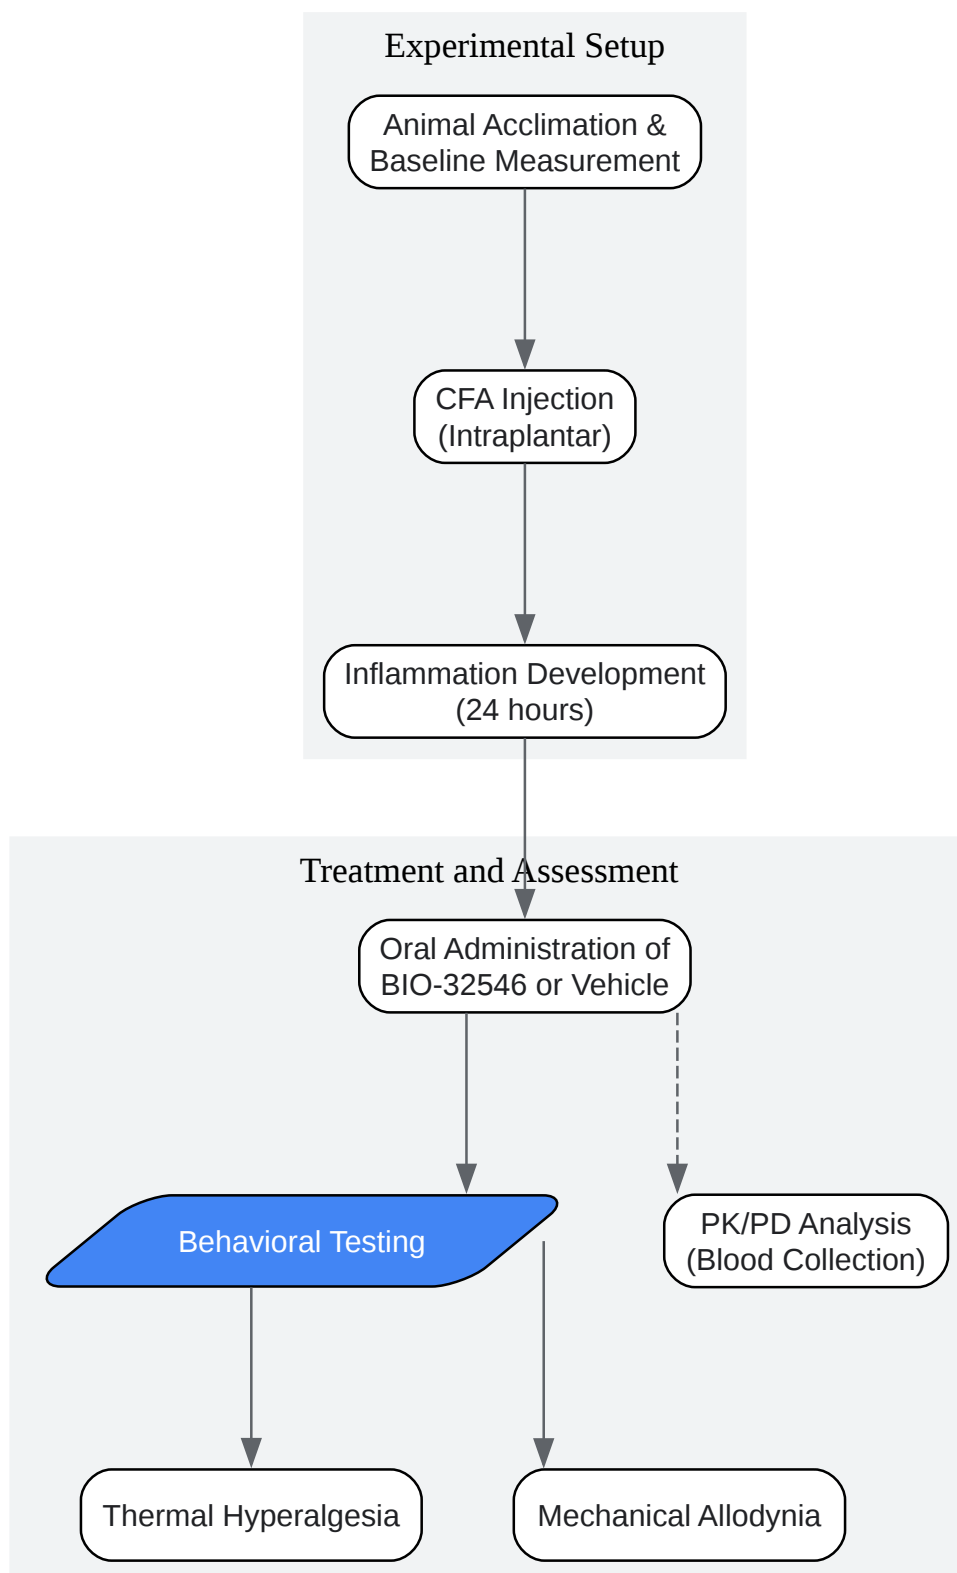 Experimental Setup
Animal Acclimation &
Baseline Measurement
CFA Injection
(Intraplantar)
Inflammation Development
(24 hours)
Treatment and Assessment
Oral Administration of
BIO-32546 or Vehicle
Behavioral Testing
PK/PD Analysis
(Blood Collection)
Thermal Hyperalgesia
Mechanical Allodynia